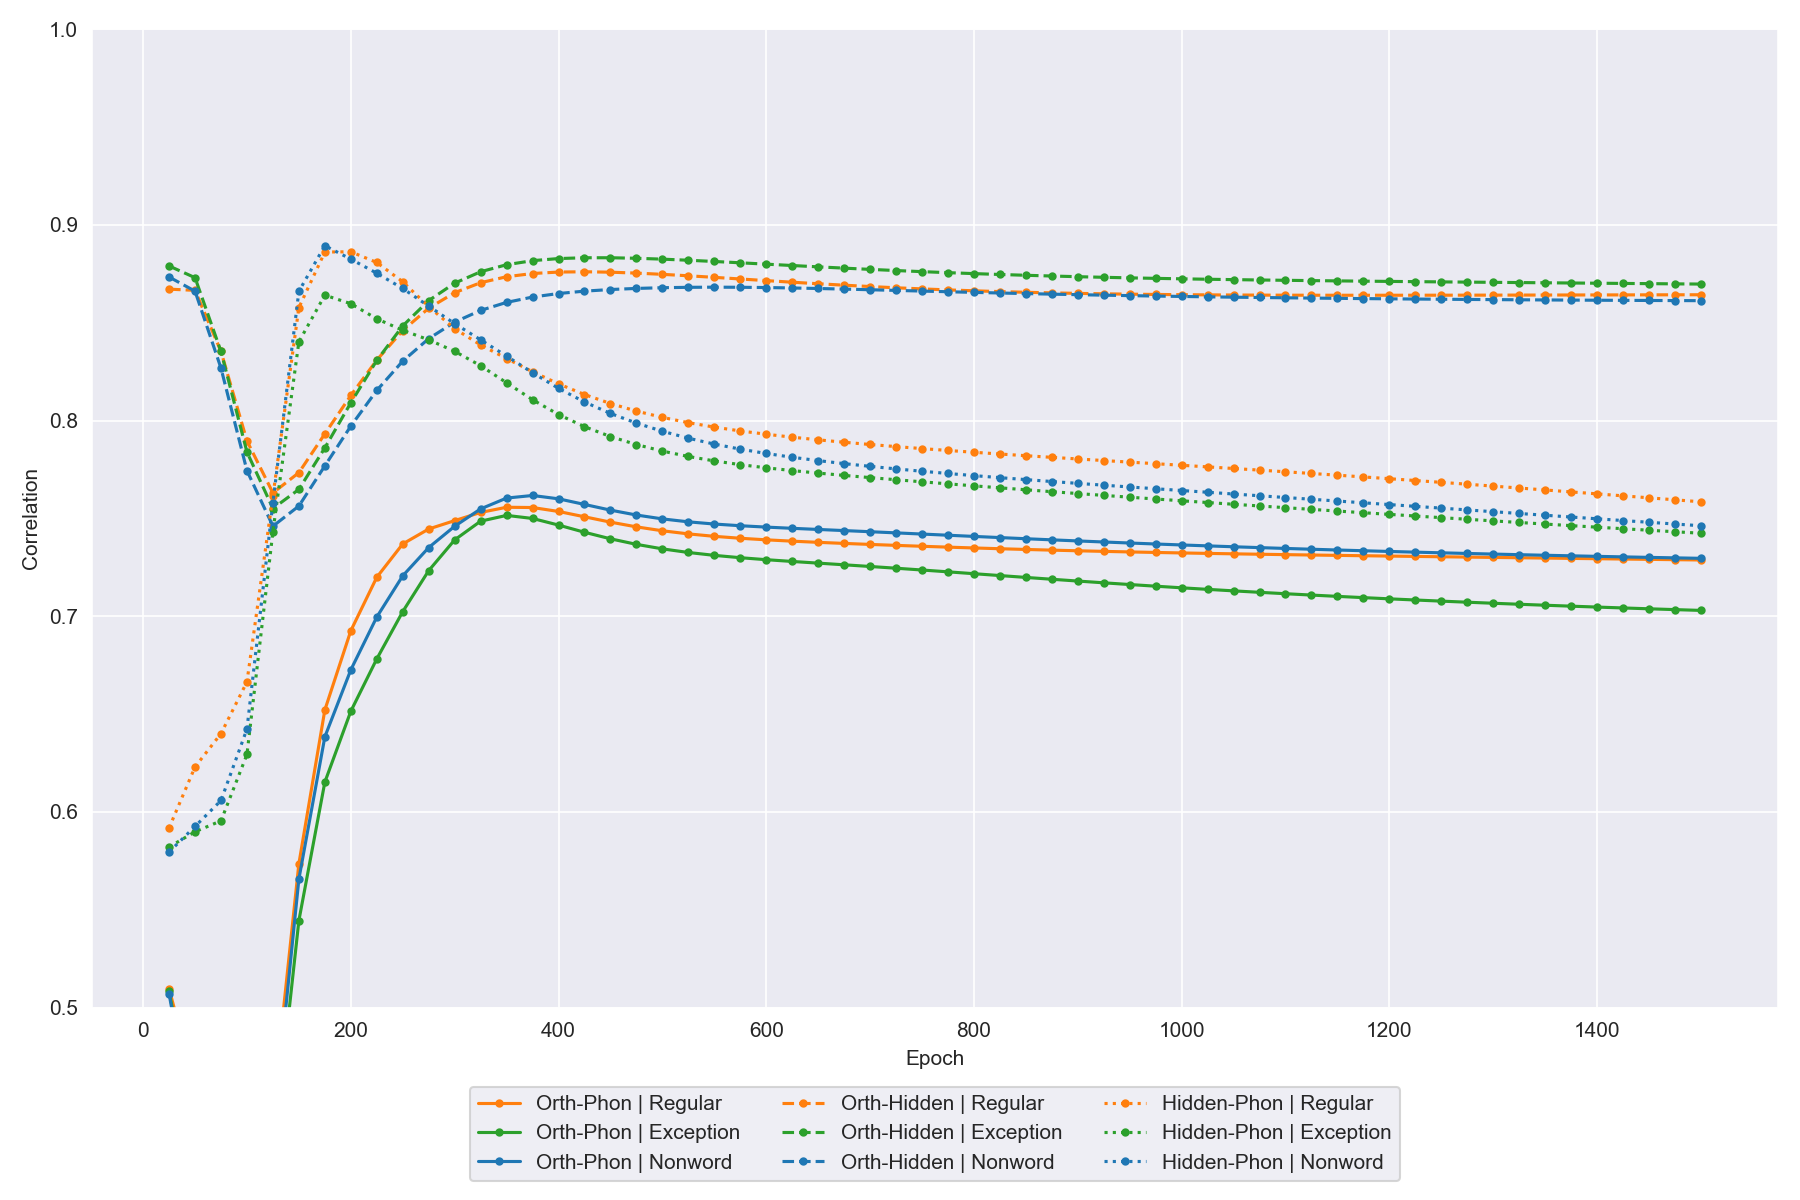 1.0
0.9
0.8
0.7
0.6
0.5
Correlation
0 200 400 600 800 1000 1200 1400
Epoch
Orth-Phon | Regular Orth-Hidden | Regular Hidden-Phon | Regular
Orth-Phon | Exception Orth-Hidden | Exception Hidden-Phon | Exception
Orth-Phon | Nonword Orth-Hidden | Nonword Hidden-Phon | Nonword